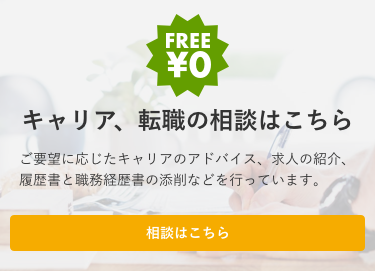 FREE
¥0
キャリア、転職の相談はこちら
ご要望に応じたキャリアのアドバイス、求人の紹介、
履歴書と職務経歴書の添削などを行っています。
相談はこちら